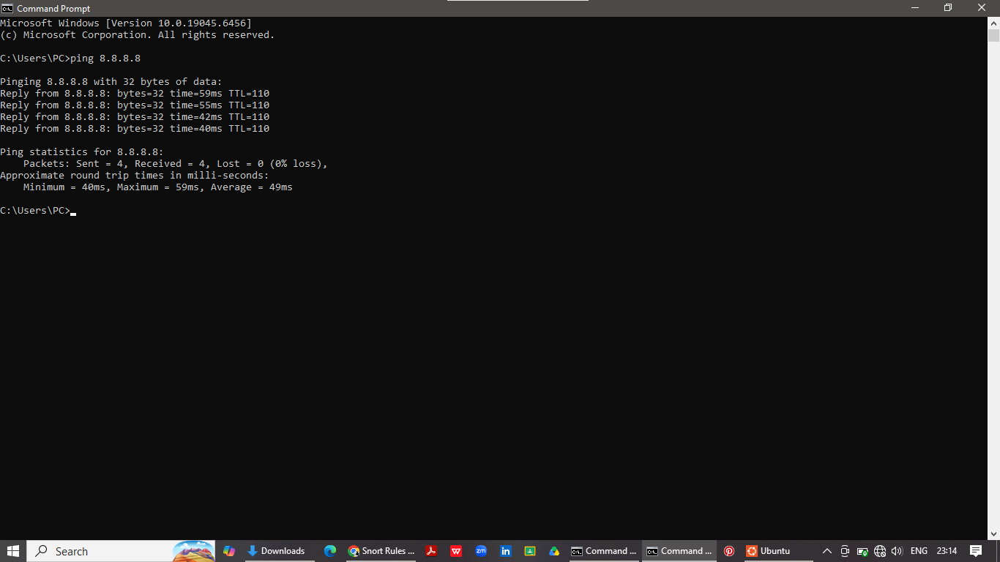 Command Prompt
Microsoft Windows [Version 10.0.19045.6456]
(c) Microsoft Corporation. All rights reserved.
C:\Users\PC>ping 8.8.8.8
Pinging 8.8.8.8 with 32 bytes of data:
Reply from 8.8.8.8: bytes=32 time=59ms TTL=110
Reply from 8.8.8.8: bytes=32 time=55ms TTL=110
Reply from 8.8.8.8: bytes=32 time=42ms TTL=110
Reply from 8.8.8.8: bytes=32 time=40ms TTL=110
Ping statistics for 8.8.8.8:
    Packets: Sent = 4, Received = 4, Lost = 0 (0% loss),
Approximate round trip times in milli-seconds:
    Minimum = 40ms, Maximum = 59ms, Average = 49ms
C:\Users\PC>
Search Downloads Snort Rules ... W zm in Command ... Command ... Ubuntu ENG 23:14